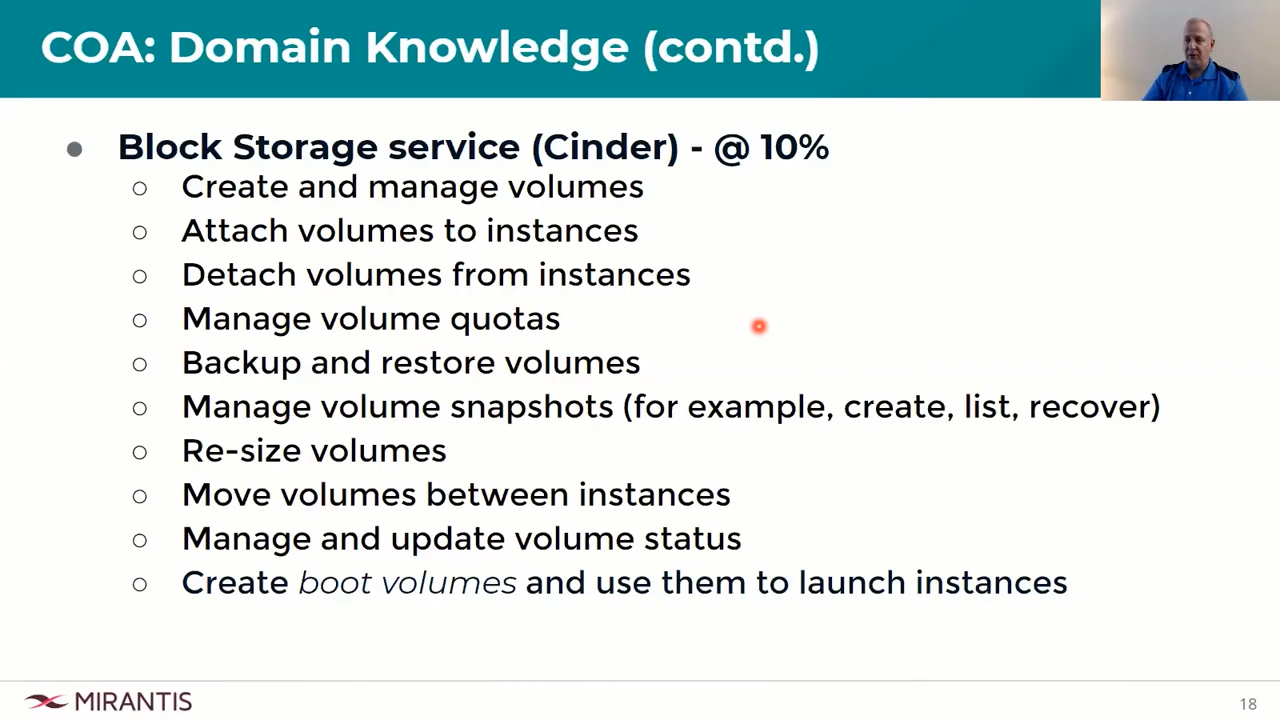 COA: Domain Knowledge (contd.)
● Block Storage service (Cinder) - @ 10%
○ Create and manage volumes
○ Attach volumes to instances
○ Detach volumes from instances
○ Manage volume quotas
○ Backup and restore volumes
○ Manage volume snapshots (for example, create, list, recover)
○ Re-size volumes
○ Move volumes between instances
○ Manage and update volume status
○ Create boot volumes and use them to launch instances
MIRANTIS
18